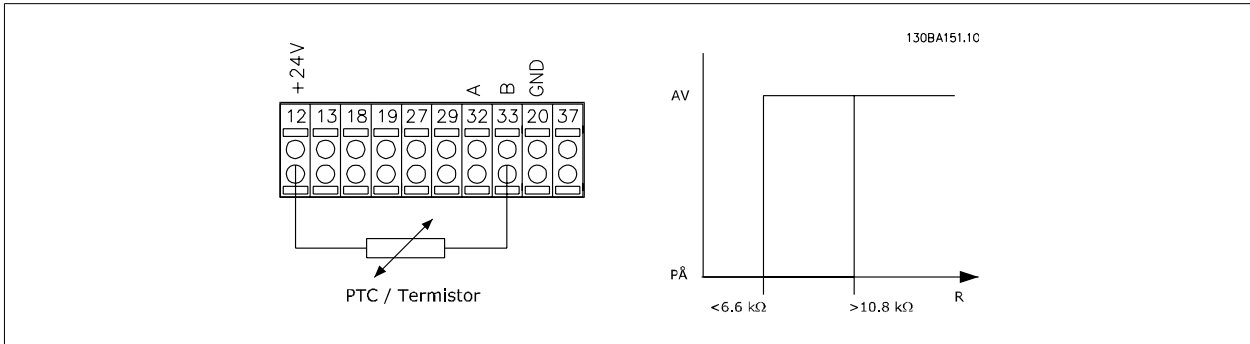 130BA151.10
+24V
A
B
GND
12 13 18 19 27 29 32 33 20 37
PTC / Termistor
AV
PÅ
<6.6 kΩ
>10.8 kΩ
R